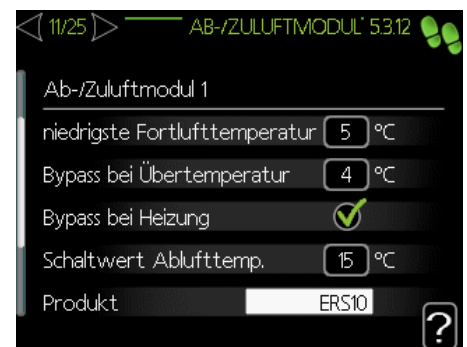 11/25 AB-/ZULUFTMODUL 5.3.12
Ab-/Zuluftmodul 1
niedrigste Fortlufttemperatur 5 °C
Bypass bei Übertemperatur 4 °C
Bypass bei Heizung
Schaltwert Ablufttemp. 15 °C
Produkt ERS10
?